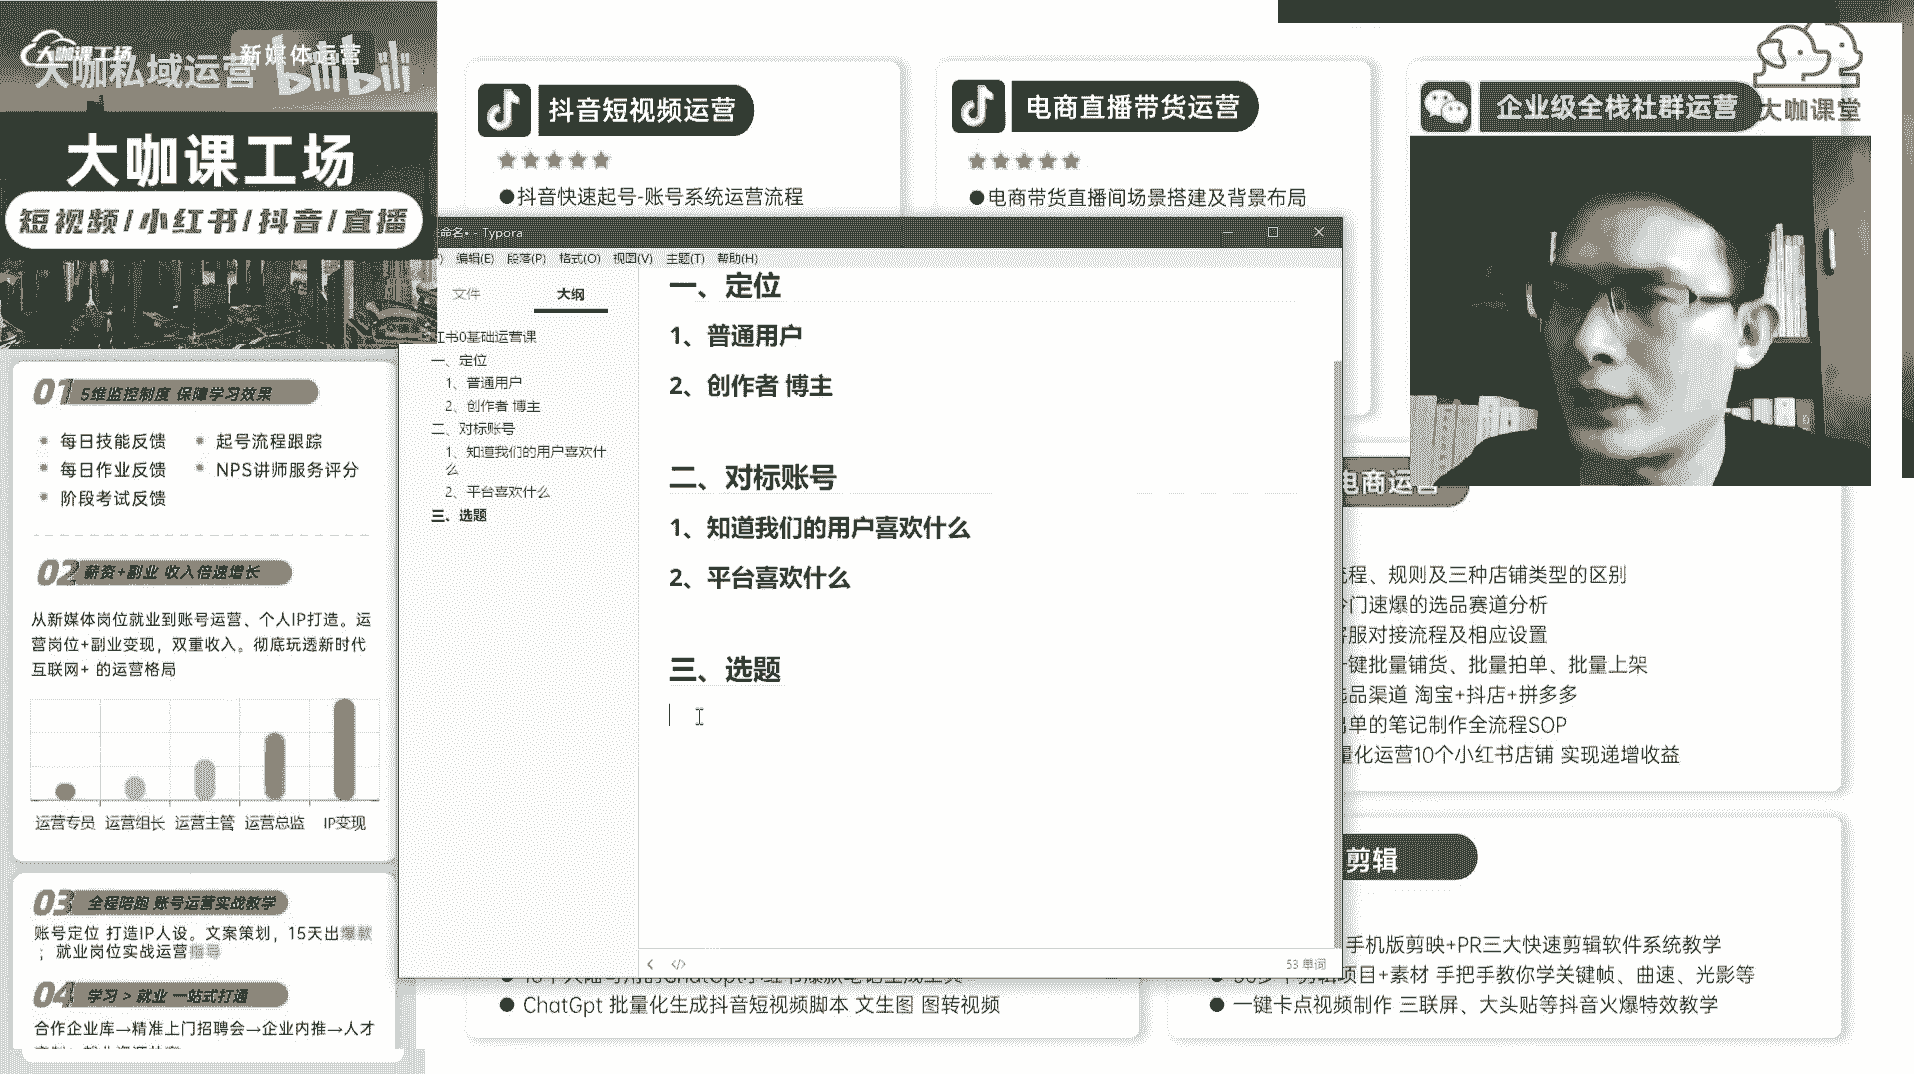 大咖课工场
新媒体运营
大咖私域运营 bilibili
大咖课工场
短视频/小红书/抖音/直播
01 5维监控制度 保障学习效果
每日技能反馈
起号流程跟踪
每日作业反馈
NPS讲师服务评分
阶段考试反馈
02 薪资+副业 收入倍速增长
从新媒体岗位就业到账号运营、个人IP打造。运
营岗位+副业变现，双重收入。彻底玩透新时代
互联网+ 的运营格局
运营专员 运营组长 运营主管 运营总监 IP变现
03 全程陪跑 账号运营实战教学
账号定位 打造IP人设。文案策划，15天出爆款
；就业岗位实战运营指导
04 学习 > 就业 一站式打通
合作企业库→精准上门招聘会→企业内推→人才
抖音短视频运营
●抖音快速起号-账号系统运营流程
电商直播带货运营
●电商带货直播间场景搭建及背景布局
企业级全栈社群运营
大咖课堂
命名• - Typora
编辑(E) 段落(P) 格式(O) 视图(V) 主题(T) 帮助(H)
文件 大纲
红书0基础运营课
一、定位
1、普通用户
2、创作者 博主
二、对标账号
1、知道我们的用户喜欢什
么
2、平台喜欢什么
三、选题
一、定位
1、普通用户
2、创作者 博主
二、对标账号
1、知道我们的用户喜欢什么
2、平台喜欢什么
三、选题
53 单词
电商运营
流程、规则及三种店铺类型的区别
冷门速爆的选品赛道分析
客服对接流程及相应设置
一键批量铺货、批量拍单、批量上架
选品渠道 淘宝+抖店+拼多多
出单的笔记制作全流程SOP
量化运营10个小红书店铺 实现递增收益
剪辑
手机版剪映+PR三大快速剪辑软件系统教学
项目+素材 手把手教你学关键帧、曲速、光影等
● 一键卡点视频制作 三联屏、大头贴等抖音火爆特效教学
● ChatGpt 批量化生成抖音短视频脚本 文生图 图转视频